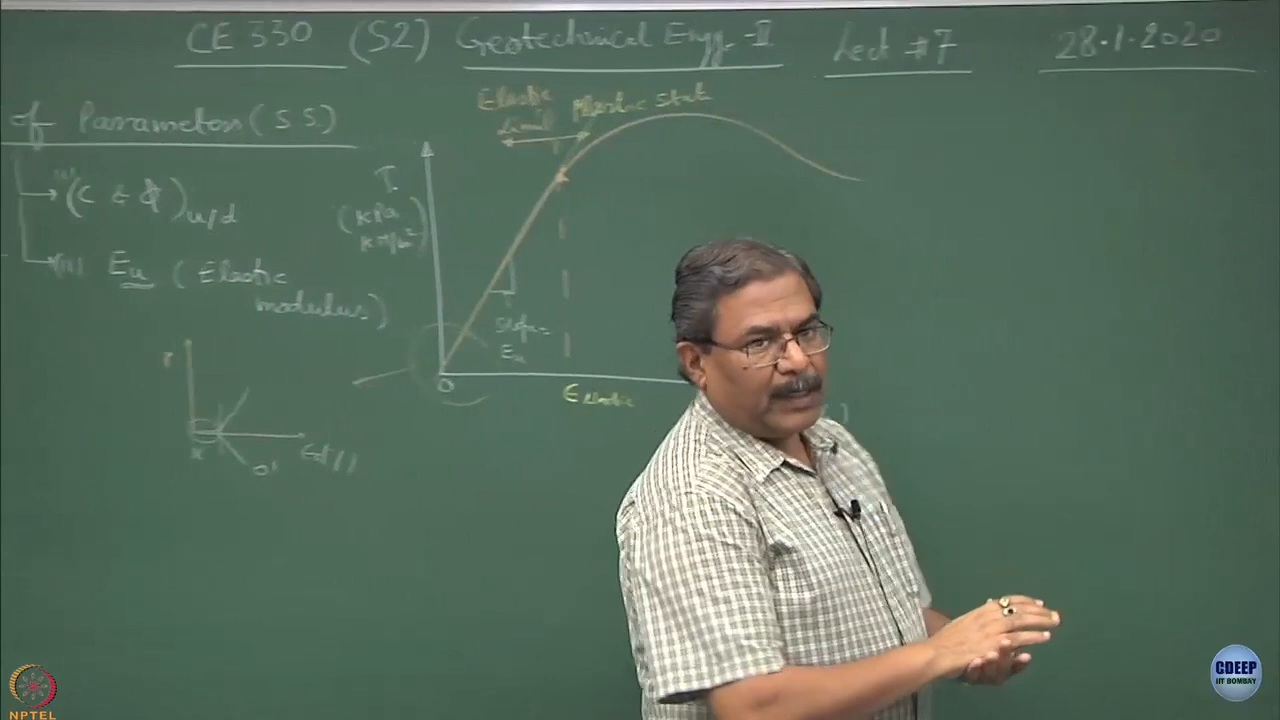 CE 330 (S2) Geotechnical Engg.-II Lect #7 28.1.2020
of Parameters (S.S.)
(C & ϕ)u/d
(ii) Eu (Elastic
modulus)
Elastic
limit
Plastic state
τ
(kPa
kN/m²)
slope =
Eu
O
ε elastic
O'
CDEEP
IIT BOMBAY
NPTEL